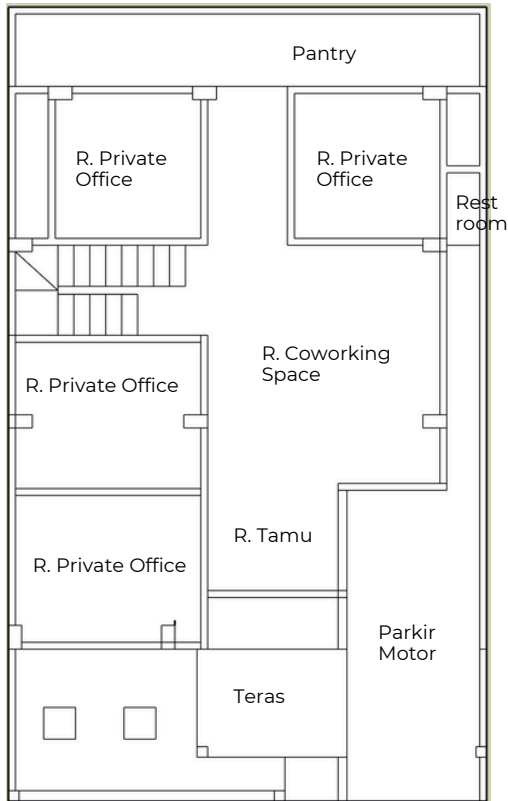 Pantry
R. Private
Office
R. Private
Office
Rest
room
R. Coworking
Space
R. Private Office
R. Tamu
R. Private Office
Parkir
Motor
Teras